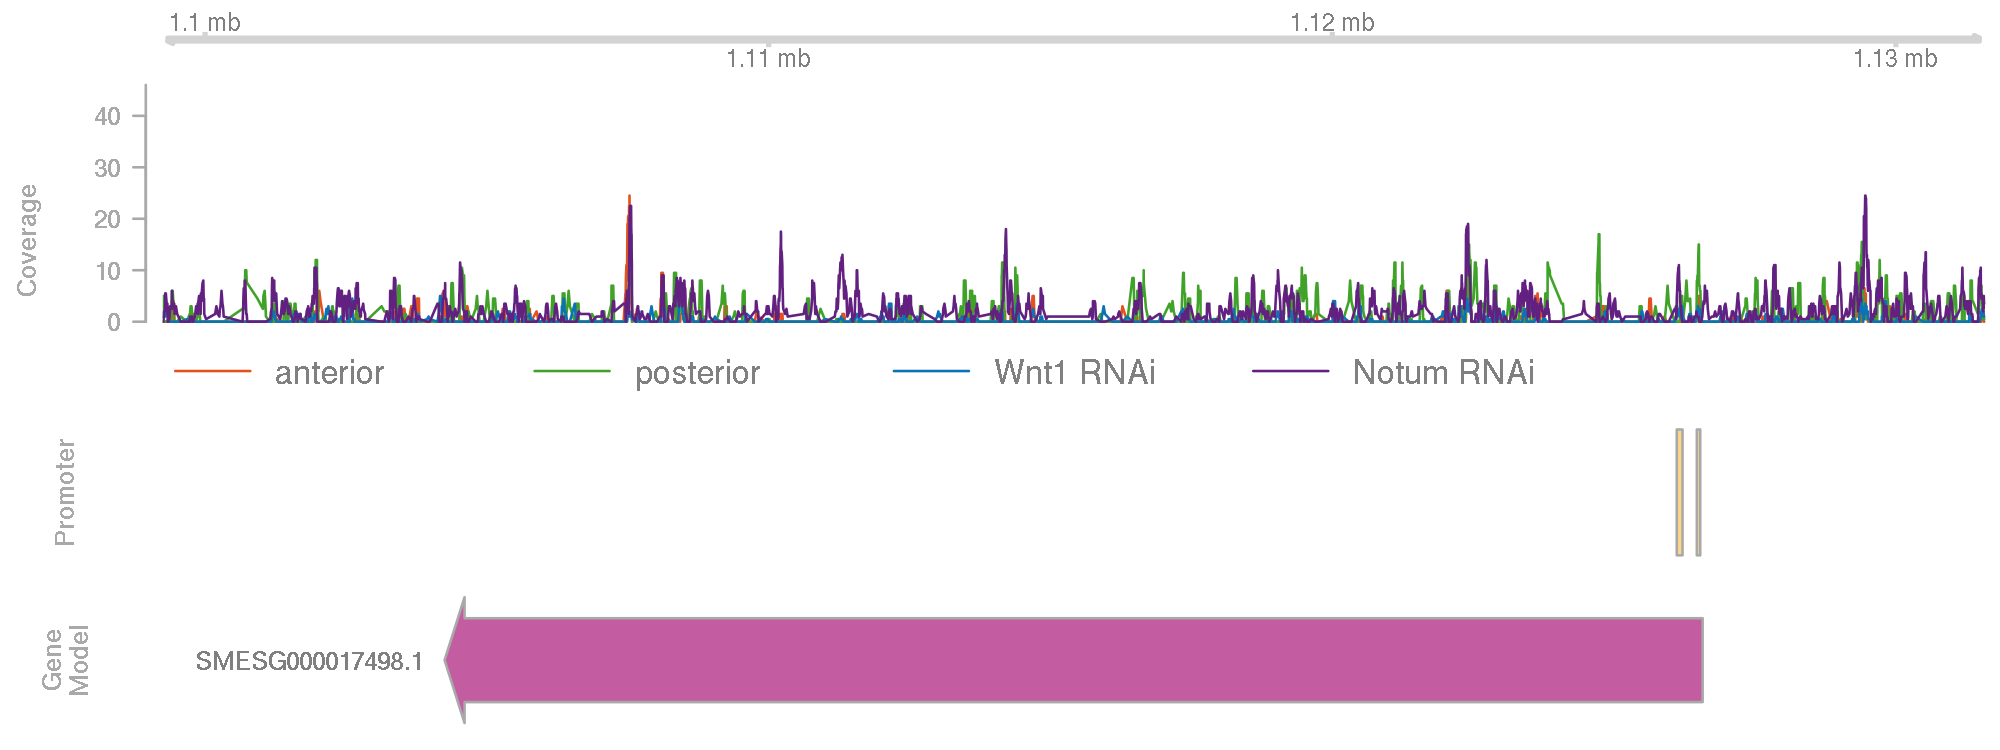 1.1 mb
1.12 mb
1.11 mb
1.13 mb
Coverage
40
30
20
10
0
anterior posterior Wnt1 RNAi Notum RNAi
Promoter
Gene
Model
SMESG000017498.1